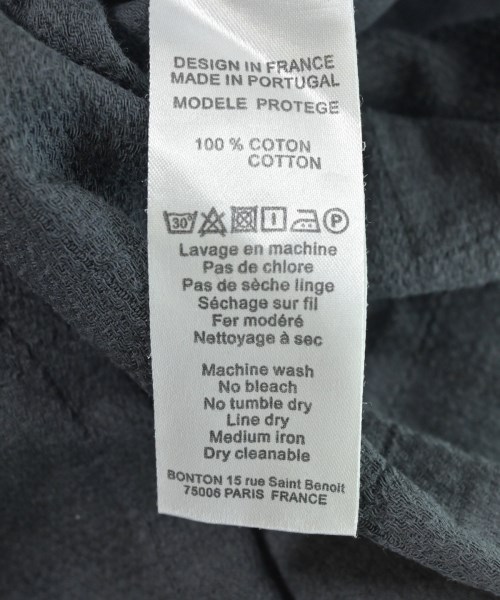 DESIGN IN FRANCE
MADE IN PORTUGAL
MODELE PROTEGE
100 % COTON
COTTON
30° P
Lavage en machine
Pas de chlore
Pas de sèche linge
Séchage sur fil
Fer modéré
Nettoyage à sec
Machine wash
No bleach
No tumble dry
Line dry
Medium iron
Dry cleanable
BONTON 15 rue Saint Benoit
75006 PARIS FRANCE